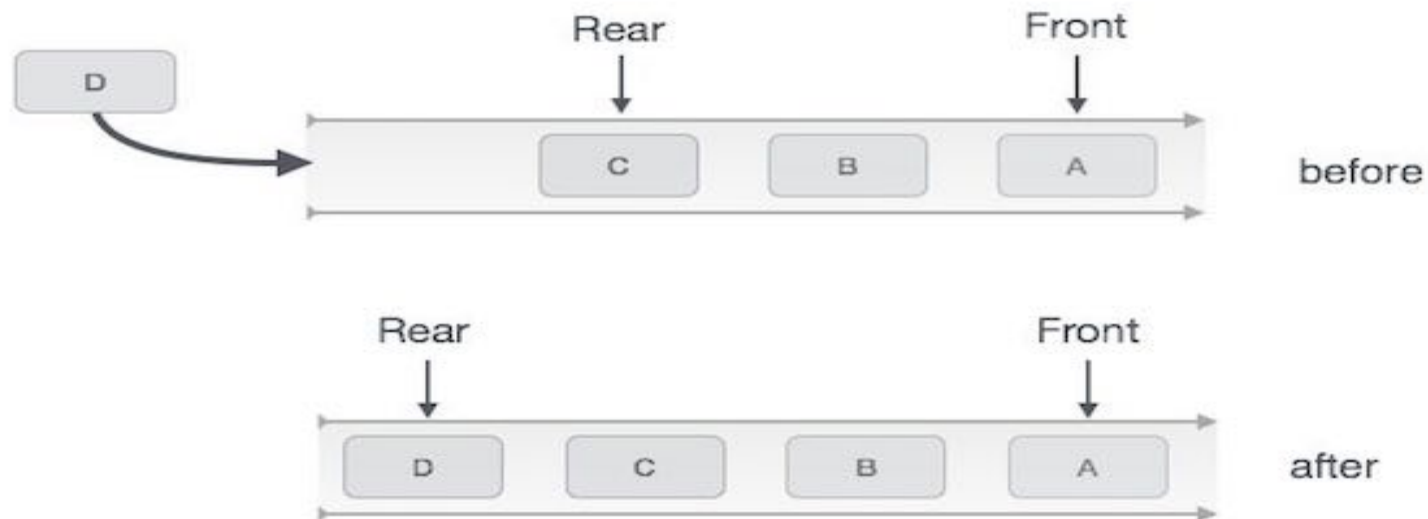 Rear Front
D
C B A before
Rear Front
D C B A after